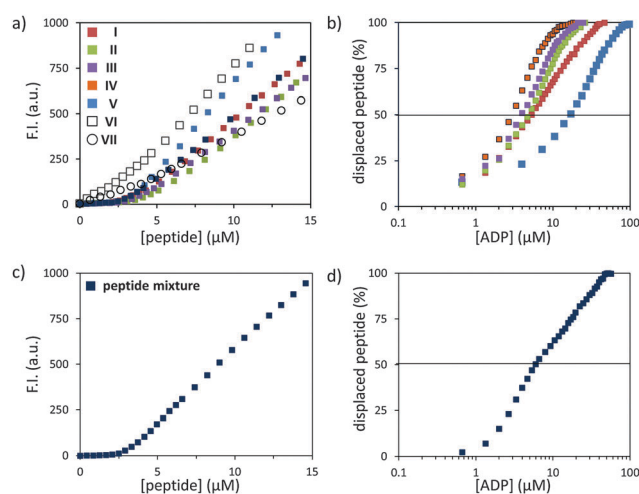 a)
F.I. (a.u.)
1000
750
500
250
0
I
II
III
IV
V
VI
VII
0
5
10
15
[peptide] (μM)
b)
displaced peptide (%)
100
75
50
25
0
0.1
1
10
100
[ADP] (μM)
c)
F.I. (a.u.)
1000
750
500
250
0
peptide mixture
0
5
10
15
[peptide] (μM)
d)
displaced peptide (%)
100
75
50
25
0
0.1
1
10
100
[ADP] (μM)